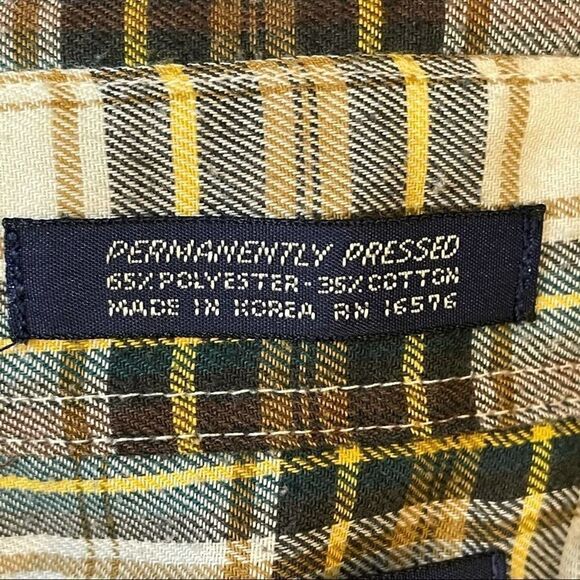 PERMANENTLY PRESSED
65% POLYESTER - 35% COTTON
MADE IN KOREA RN 16576